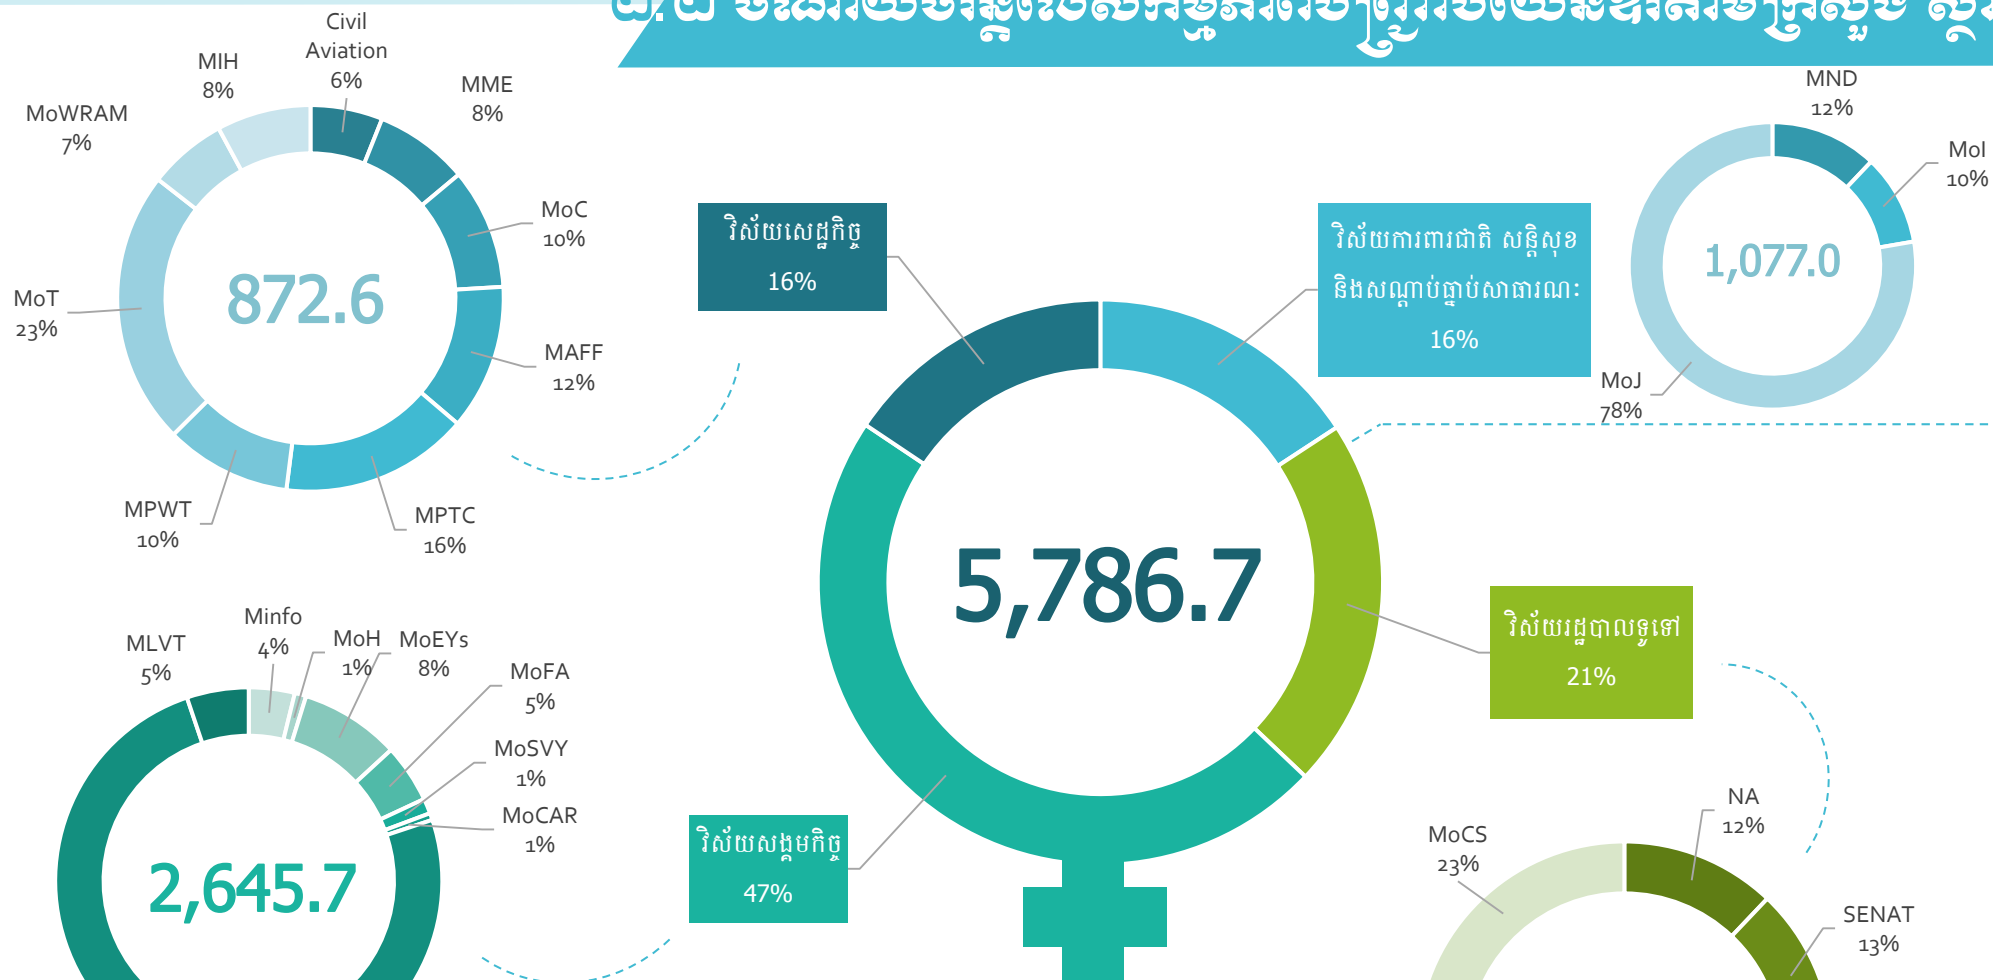 Civil
Aviation
6%
MIH
8%
MME
8%
MoWRAM
7%
MoC
10%
872.6
MoT
23%
MAFF
12%
MPWT
10%
MPTC
16%
MND
12%
MoI
10%
1,077.0
MoJ
78%
វិស័យសេដ្ឋកិច្ច
16%
វិស័យការពារជាតិ សន្តិសុខ
និងសណ្តាប់ធ្នាប់សាធារណៈ
16%
5,786.7
វិស័យរដ្ឋបាលទូទៅ
21%
វិស័យសង្គមកិច្ច
47%
MLVT
5%
Minfo
4%
MoH
1%
MoEYs
8%
MoFA
5%
MoSVY
1%
MoCAR
1%
2,645.7
MoCS
23%
NA
12%
SENAT
13%